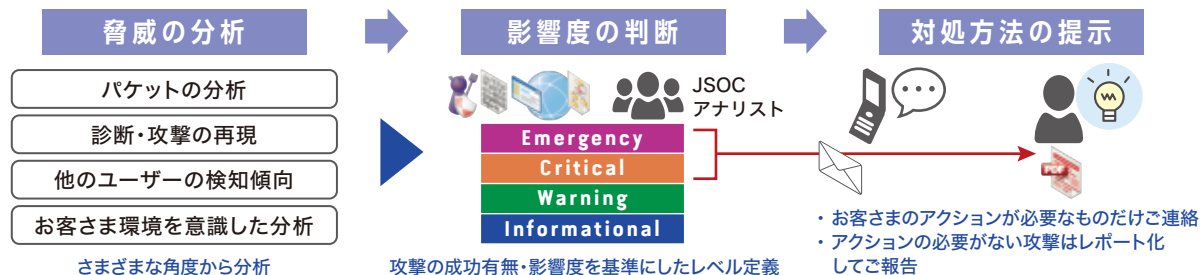 脅威の分析
影響度の判断
対処方法の提示
パケットの分析
診断・攻撃の再現
他のユーザーの検知傾向
お客さま環境を意識した分析
さまざまな角度から分析
JSOC
アナリスト
Emergency
Critical
Warning
Informational
攻撃の成功有無・影響度を基準にしたレベル定義
PDF
・お客さまのアクションが必要なものだけご連絡
・アクションの必要がない攻撃はレポート化
してご報告